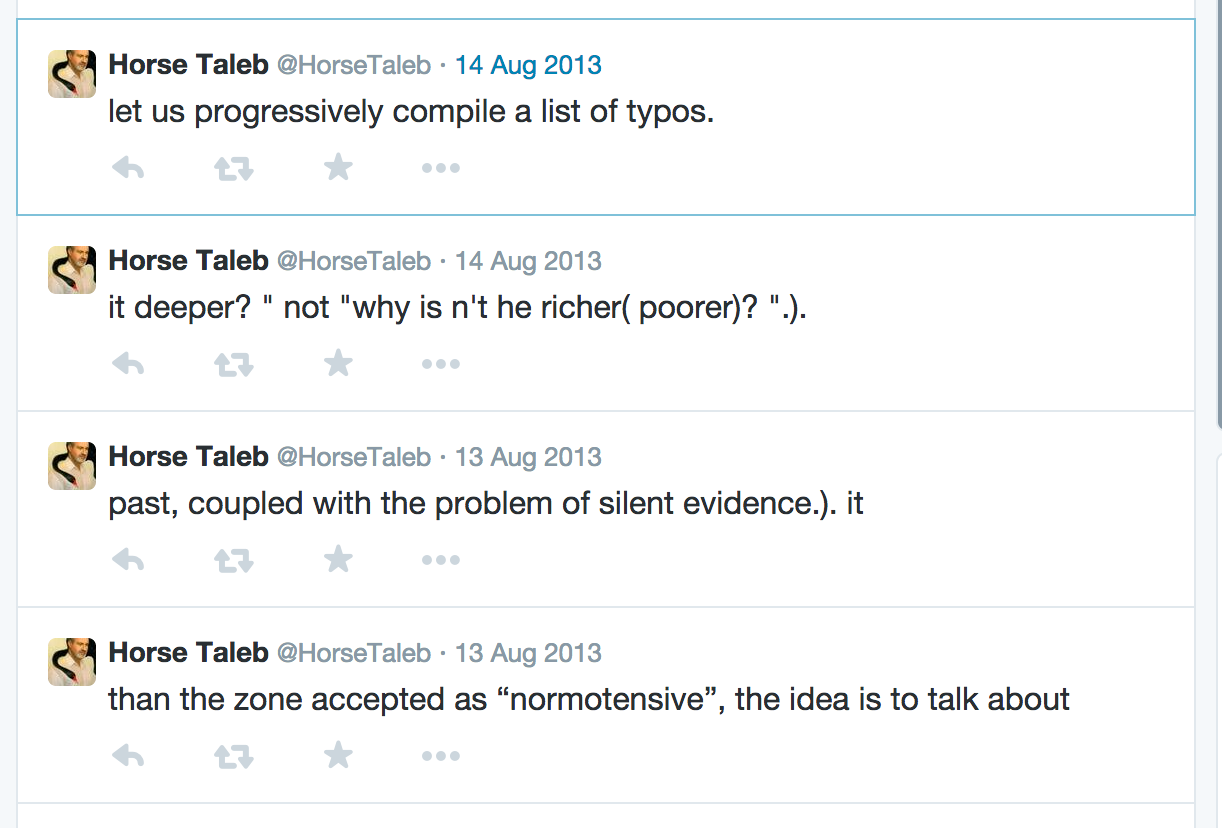 Horse Taleb @HorseTaleb · 14 Aug 2013
let us progressively compile a list of typos.
Horse Taleb @HorseTaleb · 14 Aug 2013
it deeper? " not "why is n't he richer( poorer)? ".).
Horse Taleb @HorseTaleb · 13 Aug 2013
past, coupled with the problem of silent evidence.). it
Horse Taleb @HorseTaleb · 13 Aug 2013
than the zone accepted as “normotensive”, the idea is to talk about